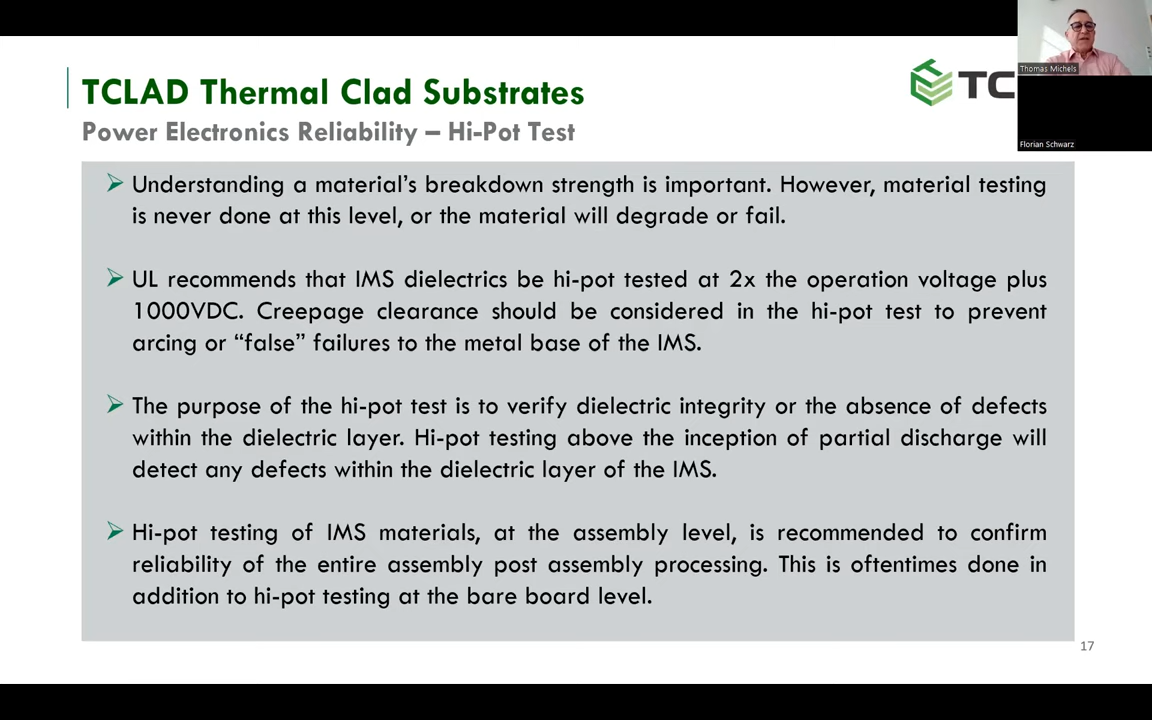 TCLAD Thermal Clad Substrates
Power Electronics Reliability – Hi-Pot Test
TC
Thomas Michels
Florian Schwarz
➢ Understanding a material’s breakdown strength is important. However, material testing
is never done at this level, or the material will degrade or fail.
➢ UL recommends that IMS dielectrics be hi-pot tested at 2x the operation voltage plus
1000VDC. Creepage clearance should be considered in the hi-pot test to prevent
arcing or “false” failures to the metal base of the IMS.
➢ The purpose of the hi-pot test is to verify dielectric integrity or the absence of defects
within the dielectric layer. Hi-pot testing above the inception of partial discharge will
detect any defects within the dielectric layer of the IMS.
➢ Hi-pot testing of IMS materials, at the assembly level, is recommended to confirm
reliability of the entire assembly post assembly processing. This is oftentimes done in
addition to hi-pot testing at the bare board level.
17